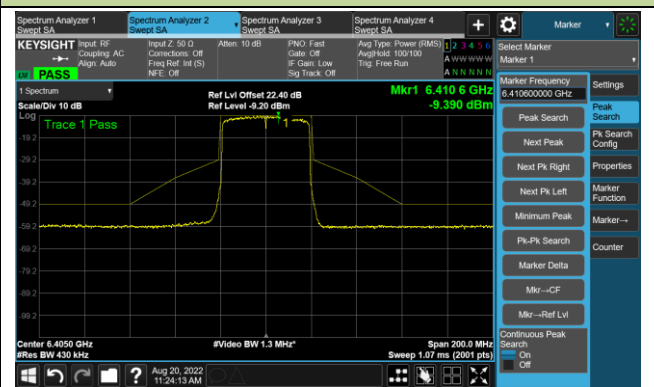 Spectrum Analyzer 1
Swept SA
Spectrum Analyzer 2
Swept SA
Spectrum Analyzer 3
Swept SA
Spectrum Analyzer 4
Swept SA
+
Marker
KEYSIGHT
Input: RF
Coupling: AC
Align: Auto
Input Z: 50 Ω
Corrections: Off
Freq Ref: Int (S)
NFE: Off
Atten: 10 dB
PNO: Fast
Gate: Off
IF Gain: Low
Sig Track: Off
Avg Type: Power (RMS)
Avg|Hold: 100/100
Trig: Free Run
1 2 3 4 5 6
A W W W W W
A N N N N N
LXI
PASS
Select Marker
Marker 1
1 Spectrum
Scale/Div 10 dB
Ref Lvl Offset 22.40 dB
Ref Level -9.20 dBm
Mkr1 6.410 6 GHz
-9.390 dBm
Log
Trace 1 Pass
1
-19.2
-29.2
-39.2
-49.2
-59.2
-69.2
-79.2
-89.2
-99.2
Center 6.4050 GHz
#Res BW 430 kHz
#Video BW 1.3 MHz*
Span 200.0 MHz
Sweep 1.07 ms (2001 pts)
Marker Frequency
6.410600000 GHz
Peak Search
Next Peak
Next Pk Right
Next Pk Left
Minimum Peak
Pk-Pk Search
Marker Delta
Mkr→CF
Mkr→Ref Lvl
Continuous Peak
Search
On
Off
Settings
Peak
Search
Pk Search
Config
Properties
Marker
Function
Marker→
Counter
?
Aug 20, 2022
11:24:13 AM